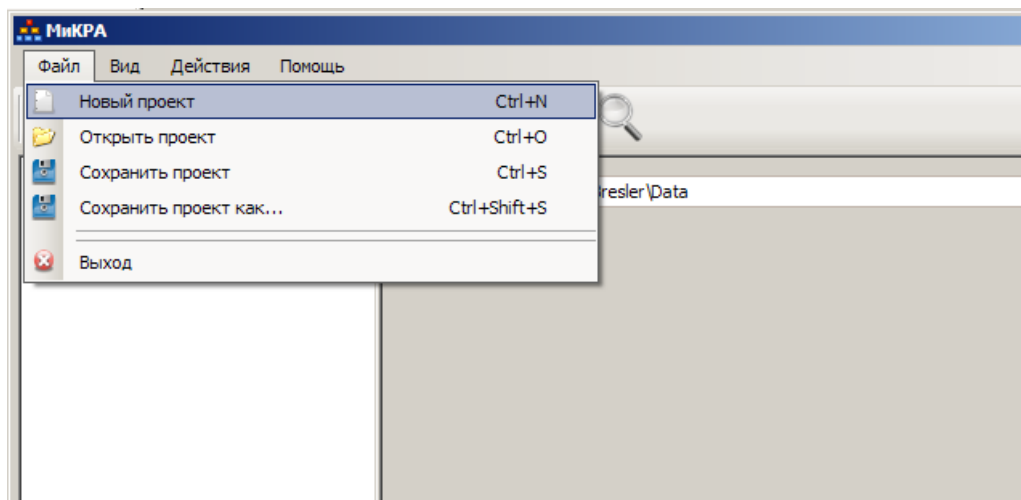 МиКРА
Файл Вид Действия Помощь
Новый проект Ctrl+N
Открыть проект Ctrl+O
Сохранить проект Ctrl+S
Сохранить проект как... Ctrl+Shift+S
Выход
resler\Data